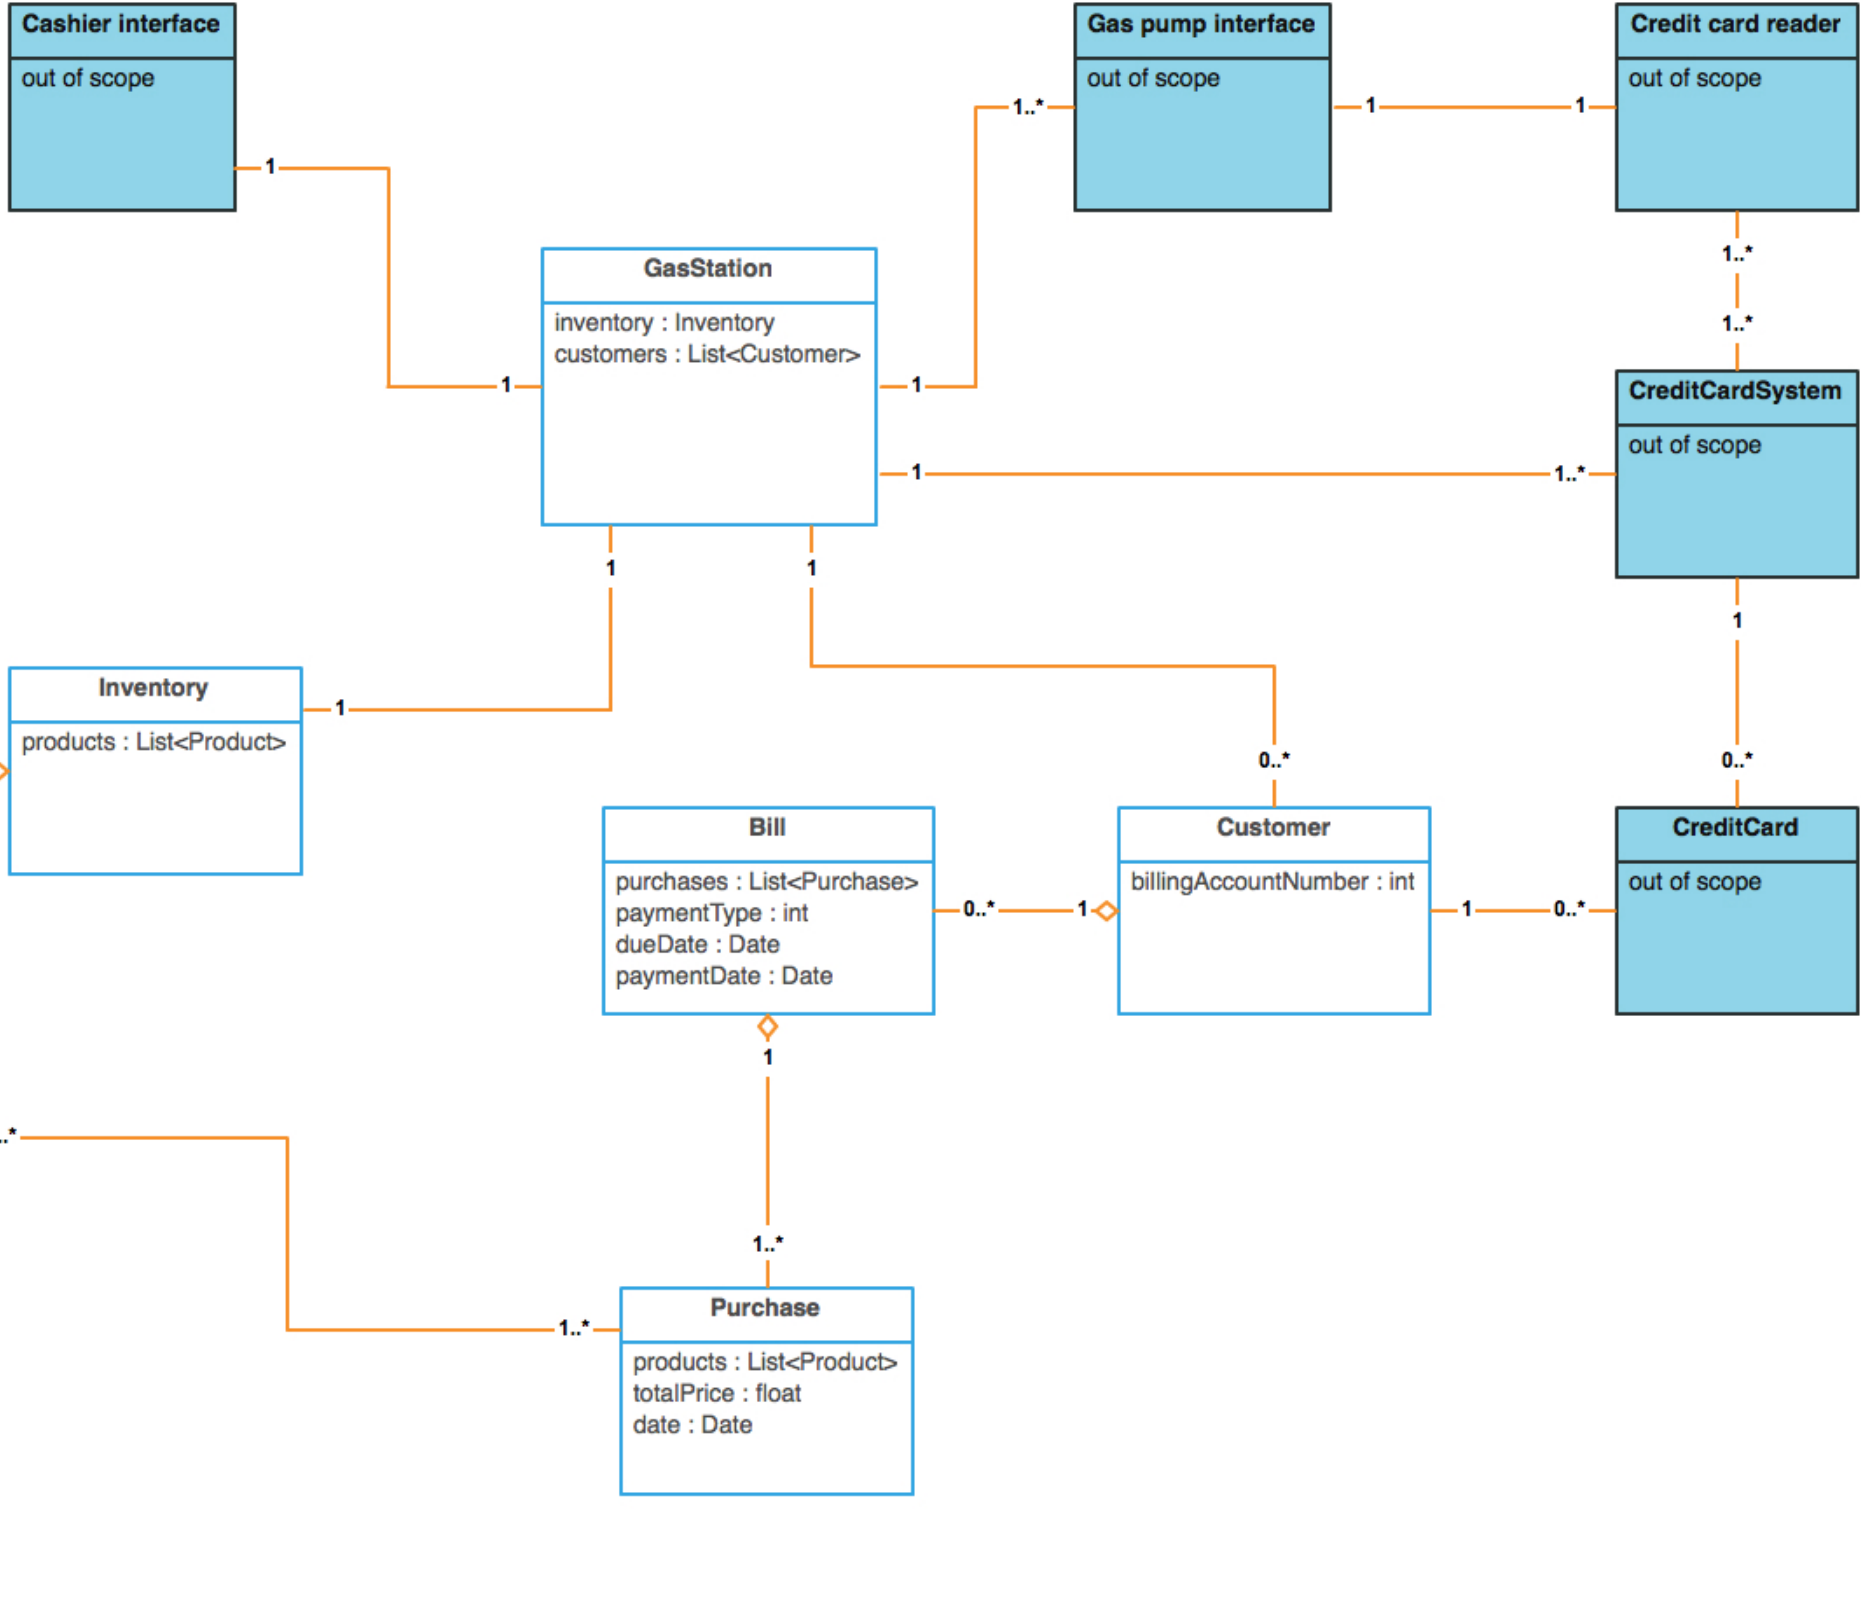 Cashier interface
out of scope
Gas pump interface
out of scope
Credit card reader
out of scope
1..*
1
1
1
1..*
GasStation
inventory : Inventory
customers : List<Customer>
1..*
1
1
CreditCardSystem
out of scope
1
1..*
1
1
1
Inventory
products : List<Product>
1
0..*
0..*
Bill
purchases : List<Purchase>
paymentType : int
dueDate : Date
paymentDate : Date
0..*
1
Customer
billingAccountNumber : int
1
0..*
CreditCard
out of scope
1
..*
1..*
1..*
Purchase
products : List<Product>
totalPrice : float
date : Date